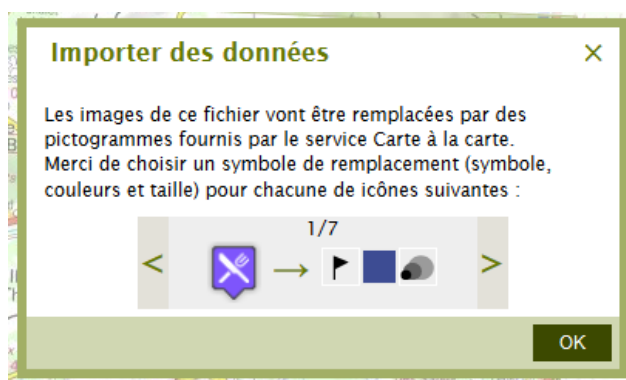 Importer des données ×
Les images de ce fichier vont être remplacées par des
pictogrammes fournis par le service Carte à la carte.
Merci de choisir un symbole de remplacement (symbole,
couleurs et taille) pour chacune de icônes suivantes :
1/7
< → >
OK